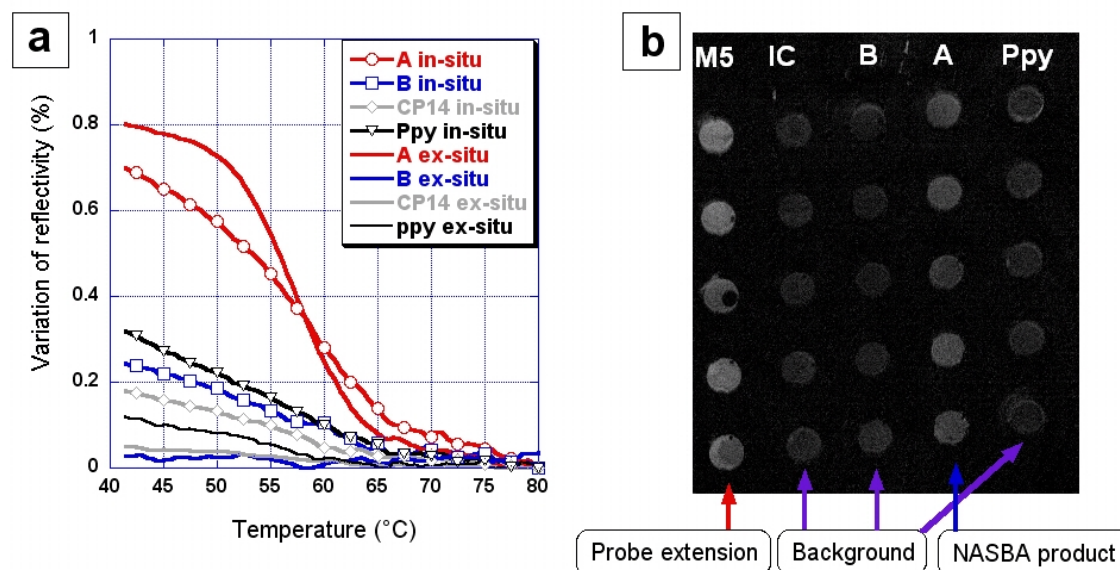 a
Variation of reflectivity (%)
1
0.8
0.6
0.4
0.2
0
40 45 50 55 60 65 70 75 80
Temperature (°C)
A in-situ
B in-situ
CP14 in-situ
Ppy in-situ
A ex-situ
B ex-situ
CP14 ex-situ
ppy ex-situ
b
M5 IC B A Ppy
Probe extension Background NASBA product